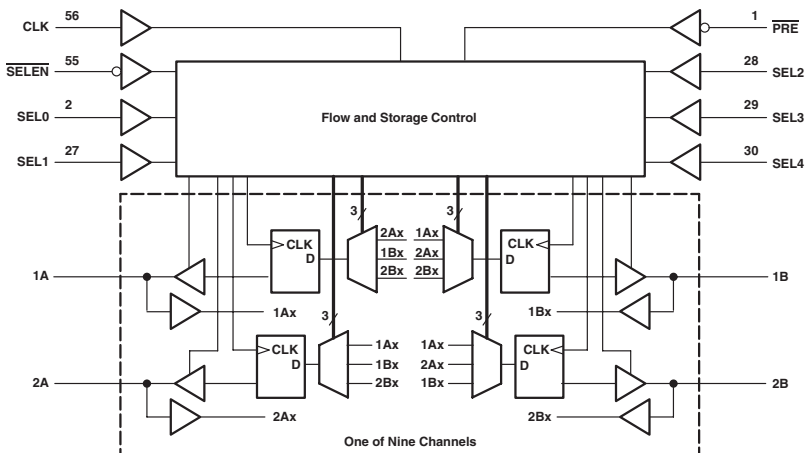 CLK 56 1 PRE
SELEN 55 28 SEL2
SEL0 2 Flow and Storage Control 29 SEL3
SEL1 27 30 SEL4
3 3
CLK 2Ax 1Ax CLK
D 1Bx 2Ax D
2Bx 2Bx
1A 1B
1Ax 3 3 1Bx
CLK 1Ax 1Ax CLK
D 1Bx 2Ax D
2Bx 1Bx
2A 2B
2Ax 2Bx
One of Nine Channels